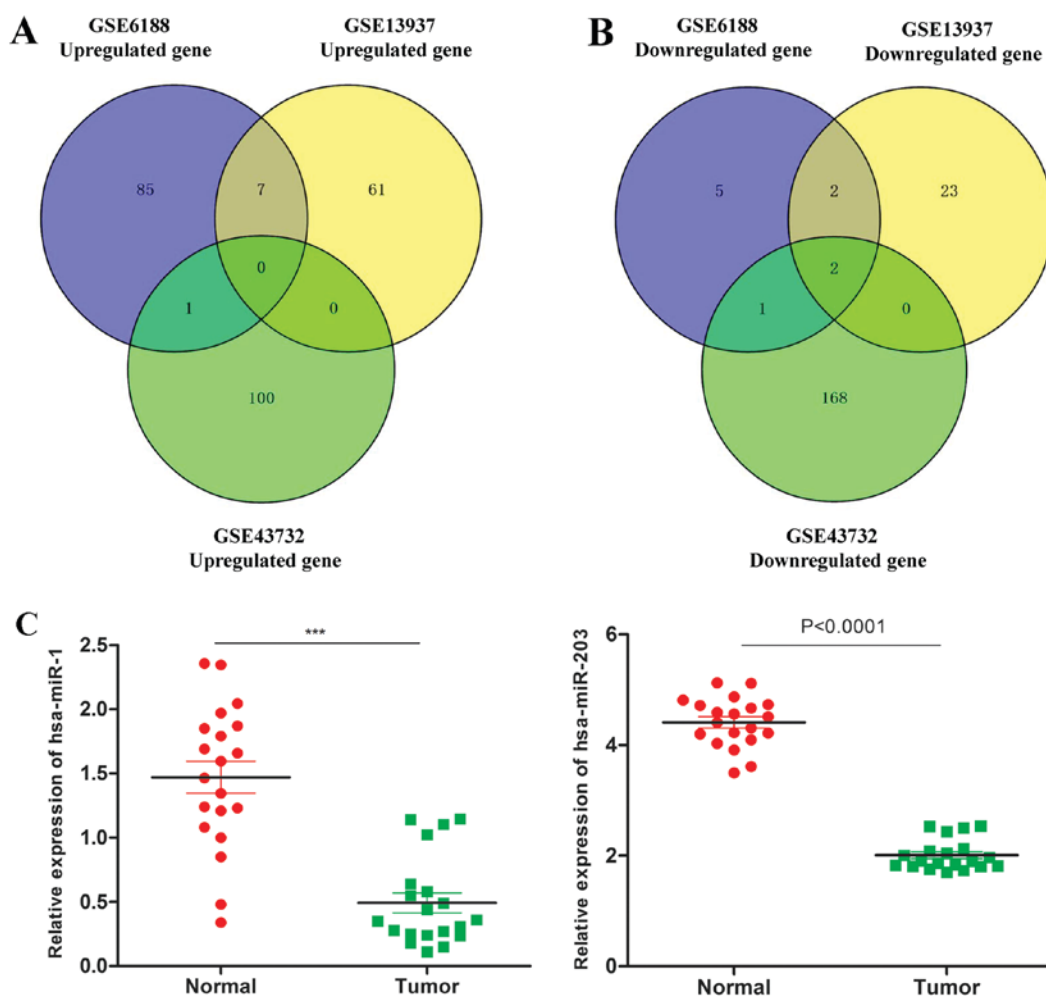 A
GSE6188
Upregulated gene
GSE13937
Upregulated gene
85
7
61
0
1
0
100
GSE43732
Upregulated gene
B
GSE6188
Downregulated gene
GSE13937
Downregulated gene
5
2
23
2
1
0
168
GSE43732
Downregulated gene
C
Relative expression of hsa-miR-1
2.5
2.0
1.5
1.0
0.5
0.0
***
Normal
Tumor
Relative expression of hsa-miR-203
6
4
2
0
P<0.0001
Normal
Tumor